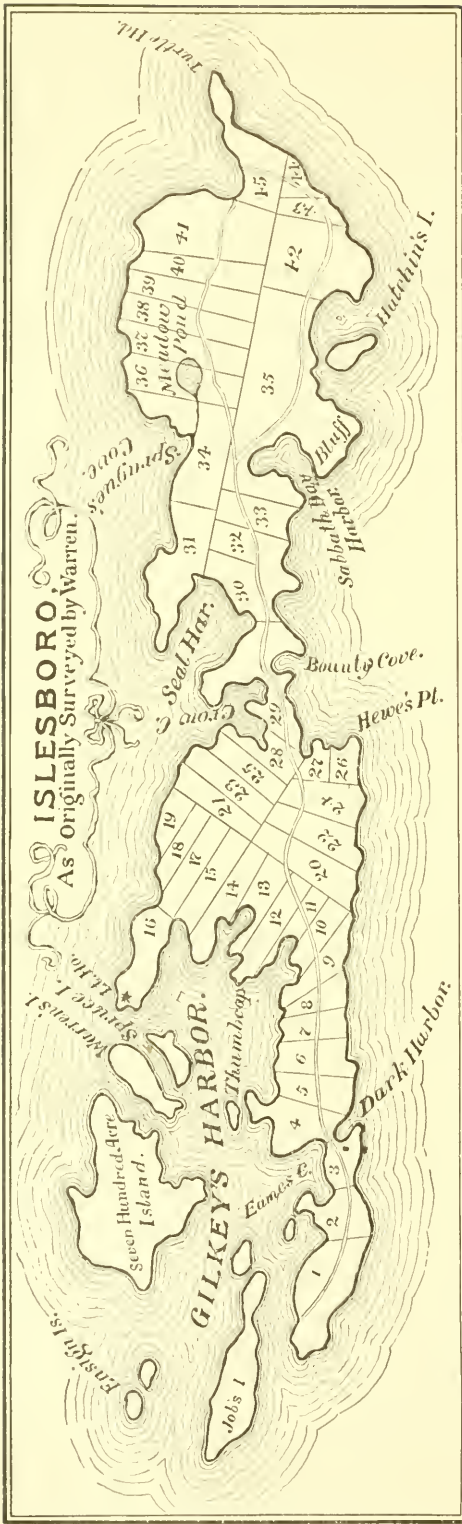 ISLESBORO,
As Originally Surveyed by Warren.
Turtle Hd.
Hutchin's I.
Sprague's
Cove.
Meadow
Pond
Bluff
Sabbath Day
Harbor.
Seal Har.
Bounty Cove.
Crow C.
Hewe's Pt.
Lt. Ho.
Spruce I.
Warren's I.
Thumbcap
GILKEY'S HARBOR.
Seven Hundred Acre
Island.
Dark Harbor.
Eames C.
Ensign Is.
Job's I
1
2
3
4
5
6
7
8
9
10
11
12
13
14
15
16
17
18
19
20
21
22
23
24
25
26
27
28
29
30
31
32
33
34
35
36
37
38
39
40
41
42
43
44
45